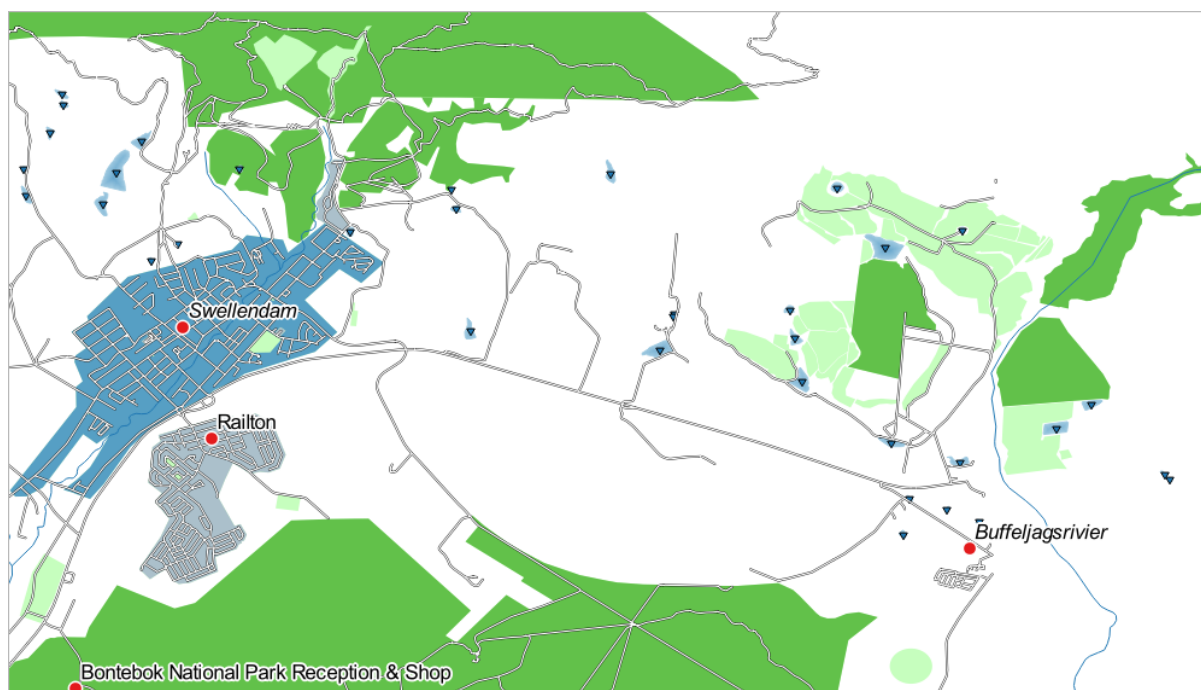 Swellendam
Railton
Buffeljagsrivier
Bontebok National Park Reception & Shop